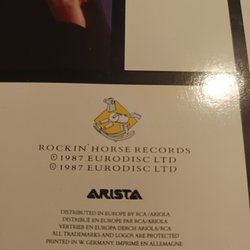 ROCKIN' HORSE RECORDS
℗1987 EURODISC LTD
©1987 EURODISC LTD
ARISTA
DISTRIBUTED IN EUROPE BY RCA/ARIOLA
DISTRIBUE EN EUROPE PAR RCA/ARIOLA
VERTRIEB IN EUROPA DURCH ARIOLA/RCA
ALL TRADEMARKS AND LOGOS ARE PROTECTED
PRINTED IN W. GERMANY. IMPRIMÉ EN ALLEMAGNE